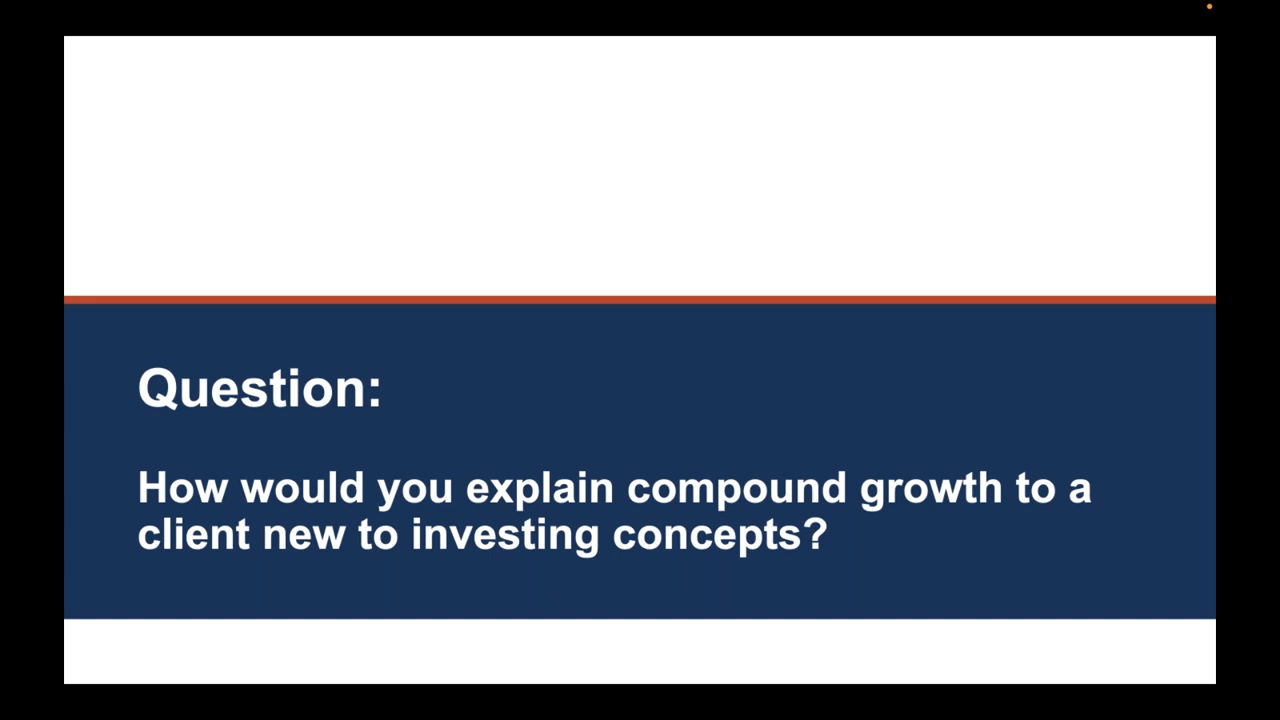 Question:
How would you explain compound growth to a
client new to investing concepts?